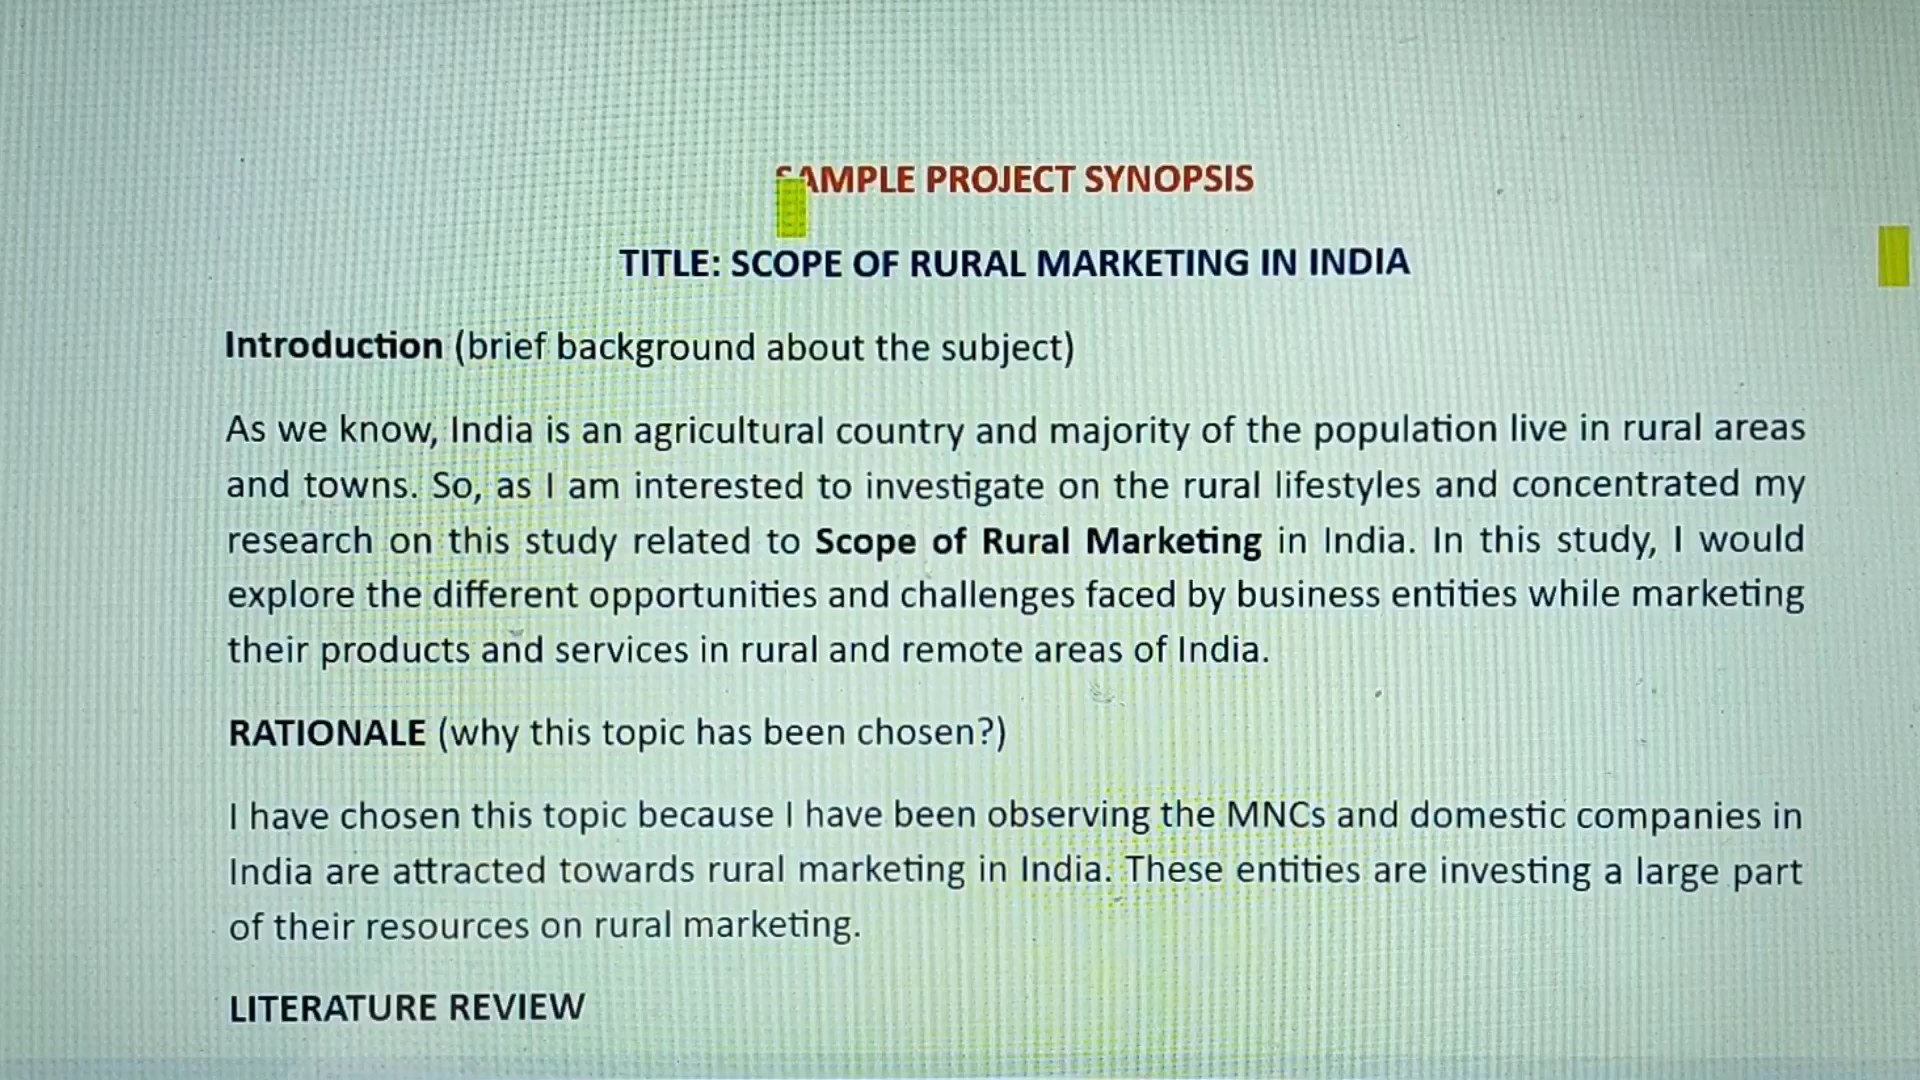 SAMPLE PROJECT SYNOPSIS
TITLE: SCOPE OF RURAL MARKETING IN INDIA
Introduction (brief background about the subject)
As we know, India is an agricultural country and majority of the population live in rural areas
and towns. So, as I am interested to investigate on the rural lifestyles and concentrated my
research on this study related to Scope of Rural Marketing in India. In this study, I would
explore the different opportunities and challenges faced by business entities while marketing
their products and services in rural and remote areas of India.
RATIONALE (why this topic has been chosen?)
I have chosen this topic because I have been observing the MNCs and domestic companies in
India are attracted towards rural marketing in India. These entities are investing a large part
of their resources on rural marketing.
LITERATURE REVIEW